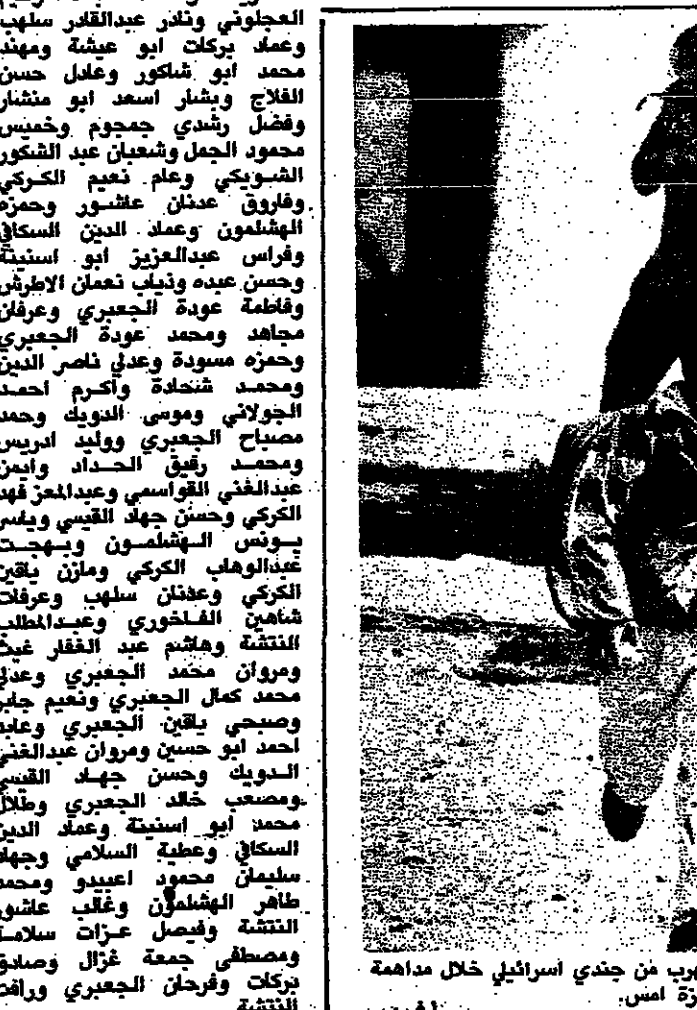 العجلوني ونادر عبدالقادر سلهب
وعماد بركات ابو عيشة ومهند
محمد ابو شاكور وعادل حسن
الفلاح وبشار اسعد ابو منشار
وفضل رشدي جمجوم وخميس
محمود الجمل وشعبان عبد الشكور
الشويكي وعام نعيم الكركي
وفاروق عدنان عاشور وحمزه
الهشلمون وعماد الدين السكافي
وفراس عبدالعزيز ابو اسنينة
وحسن عبده وذياب نعمان الاطرش
وفاطمة عودة الجعبري وعرفان
مجاهد ومحمد عودة الجعبري
وحمزه مسودة وعدلي ناصر الدين
ومحمد شحادة واكرم احمد
الجولاني وموسى الدويك وحمد
مصباح الجعبري ووليد ادريس
ومحمد رفيق الحداد وايمن
عبدالغني القواسمي وعبدالمعز فهد
الكركي وحسن جهاد القيسي وياسر
يونس الهشلمون وبهجت
عبدالوهاب الكركي ومازن ياقين
الكركي وعدنان سلهب وعرفات
شاهين الفاخوري وعبدالمطلب
النتشة وهاشم عبد الغفار غيث
ومروان محمد الجعبري وعدلي
محمد كمال الجعبري ونعيم جابر
وصبحي ياقين الجعبري وعابد
احمد ابو حسين ومروان عبدالغني
الدويك وحسن جهاد القيسي
ومصعب خالد الجعبري وطلال
محمد ابو اسنينة وعماد الدين
السكافي وعطية السلامي وجهاد
سليمان محمود اعبيدو ومحمد
طاهر الهشلمون وغالب عاشور
النتشة وفيصل عزات سلامة
ومصطفى جمعة غزال وصادق
بركات وفرحان الجعبري ورافت
النتشة
هرب من جندي اسرائيلي خلال مداهمة
زة امس.